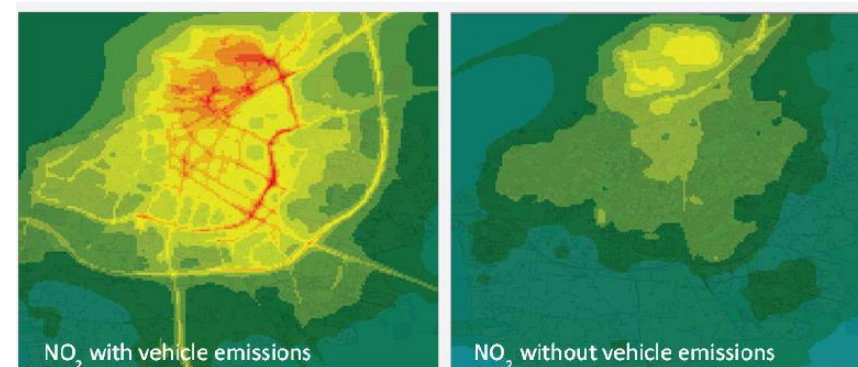 NO₂ with vehicle emissions
NO₂ without vehicle emissions